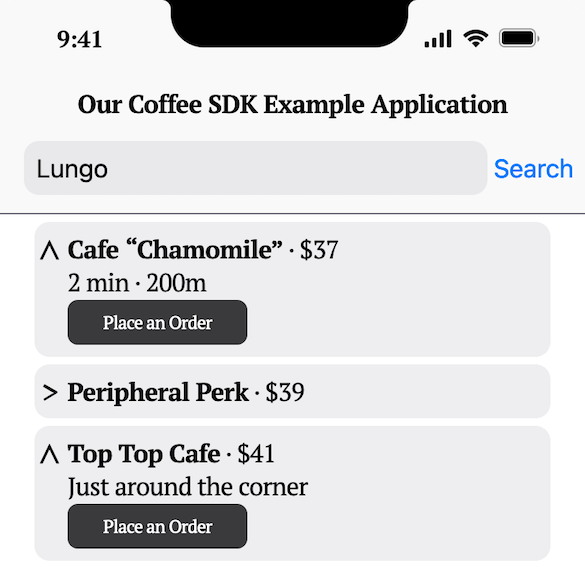 9:41
Our Coffee SDK Example Application
Lungo
Search
Cafe “Chamomile” · $37
2 min · 200m
Place an Order
> Peripheral Perk · $39
Top Top Cafe · $41
Just around the corner
Place an Order